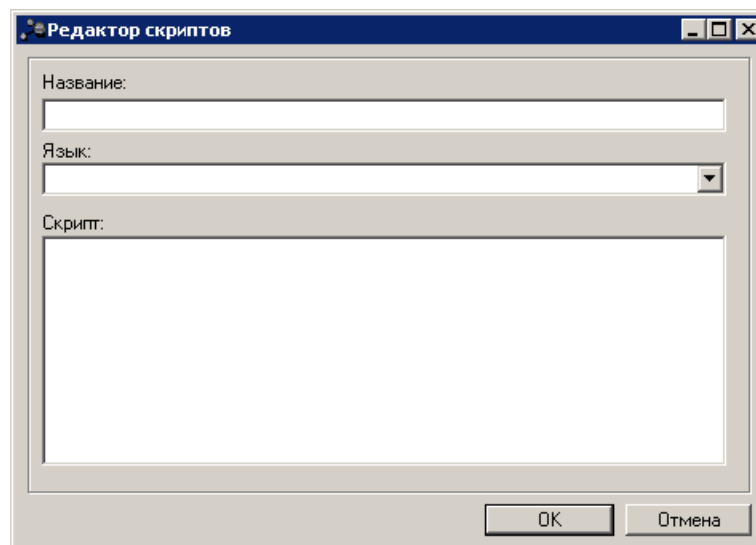 Редактор скриптов
Название:
Язык:
Скрипт:
OK
Отмена